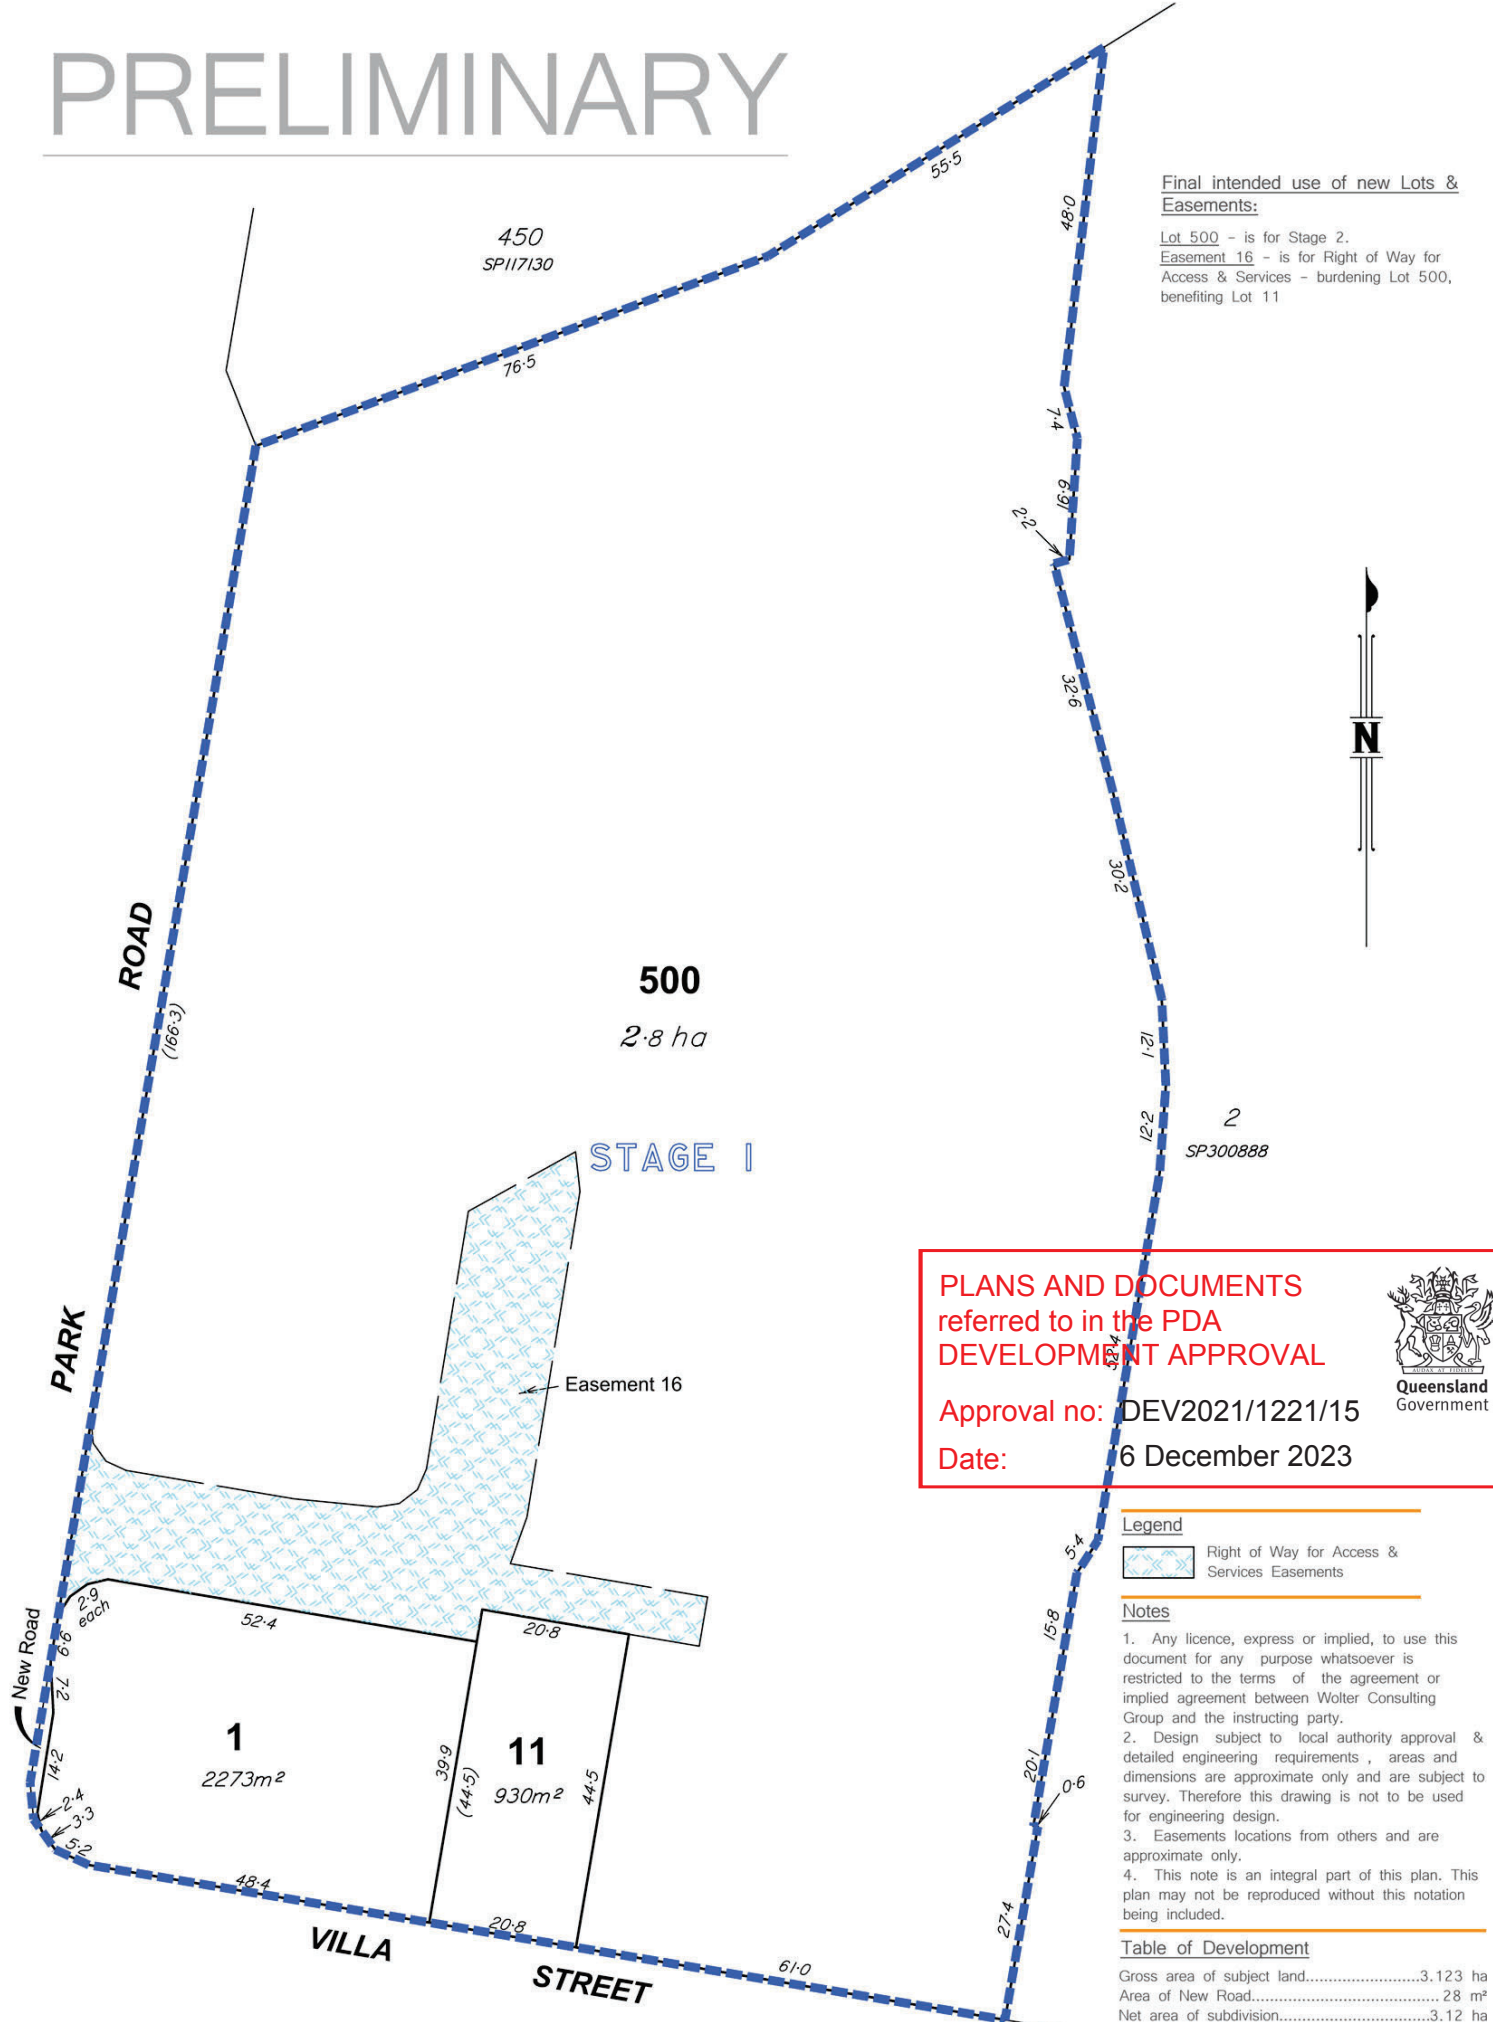 PRELIMINARY
450
SP117130
55·5
76·5
48·0
Final intended use of new Lots &
Easements:
Lot 500 - is for Stage 2.
Easement 16 - is for Right of Way for
Access & Services - burdening Lot 500,
benefiting Lot 11
7·4
16·9
2·2
32·6
N
30·2
ROAD
(166·3)
500
2·8 ha
12·1
12·2
2
SP300888
STAGE 1
PARK
Easement 16
52·4
PLANS AND DOCUMENTS
referred to in the PDA
DEVELOPMENT APPROVAL
Approval no: DEV2021/1221/15
Date: 6 December 2023
AUDAX AT FIDELIS
Queensland
Government
Legend
Right of Way for Access &
Services Easements
5·4
15·8
20·1
0·6
27·4
2·9
each
52·4
20·8
New Road
6·6
7·2
14·2
2·4
3·3
5·2
1
2273m²
39·9
(44·5)
11
930m²
44·5
48·4
20·8
61·0
VILLA
STREET
Notes
1. Any licence, express or implied, to use this
document for any purpose whatsoever is
restricted to the terms of the agreement or
implied agreement between Wolter Consulting
Group and the instructing party.
2. Design subject to local authority approval &
detailed engineering requirements , areas and
dimensions are approximate only and are subject to
survey. Therefore this drawing is not to be used
for engineering design.
3. Easements locations from others and are
approximate only.
4. This note is an integral part of this plan. This
plan may not be reproduced without this notation
being included.
Table of Development
Gross area of subject land........................3.123 ha
Area of New Road........................................28 m²
Net area of subdivision................................3.12 ha